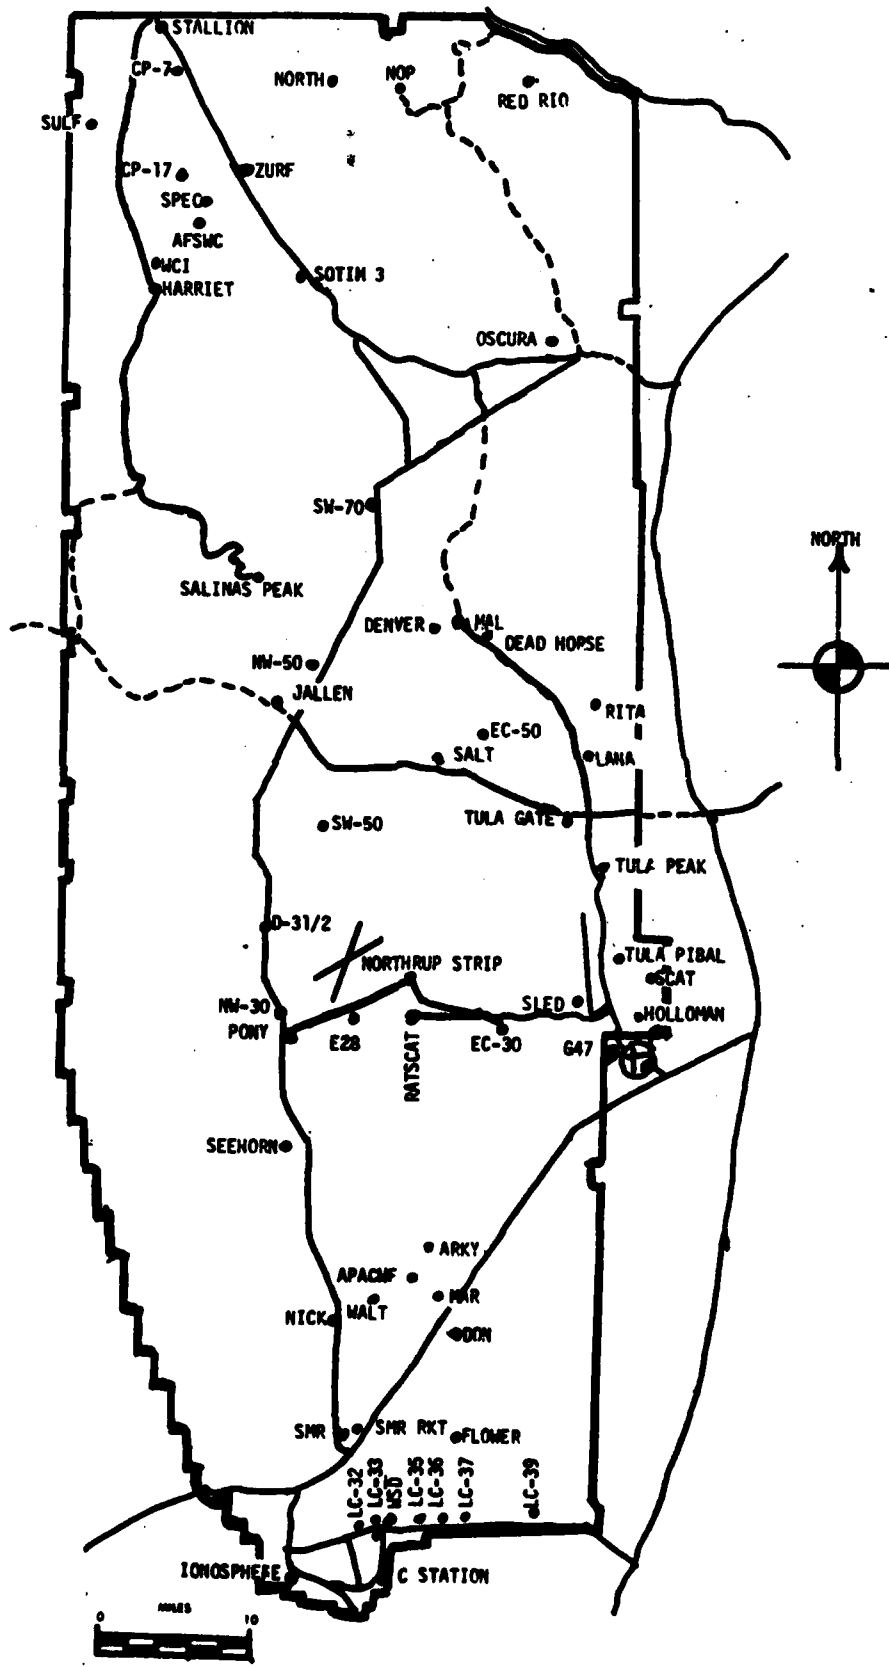 STALLION
CP-7
NORTH
NOP
RED RIO
SULF
CP-17
ZURF
SPEC
AFSWC
WCI
HARRIET
SOTIM 3
OSCURA
SW-70
NORTH
SALINAS PEAK
DENVER
MAL
DEAD HORSE
NW-50
JALLEN
RITA
EC-50
SALT
LANA
TULA GATE
SW-50
TULA PEAK
D-31/2
NORTHRUP STRIP
TULA PIBAL
SCAT
NW-30
SLED
HOLLOMAN
PONY
E28
RATSCAT
EC-30
G47
SEEHORN
ARKY
APACHE
MAR
WALT
NICK
DON
SMR
SMR RKT
FLOWER
LC-32
LC-33
WSD
LC-35
LC-36
LC-37
LC-39
IONOSPHERE
C STATION
MILES
0
10